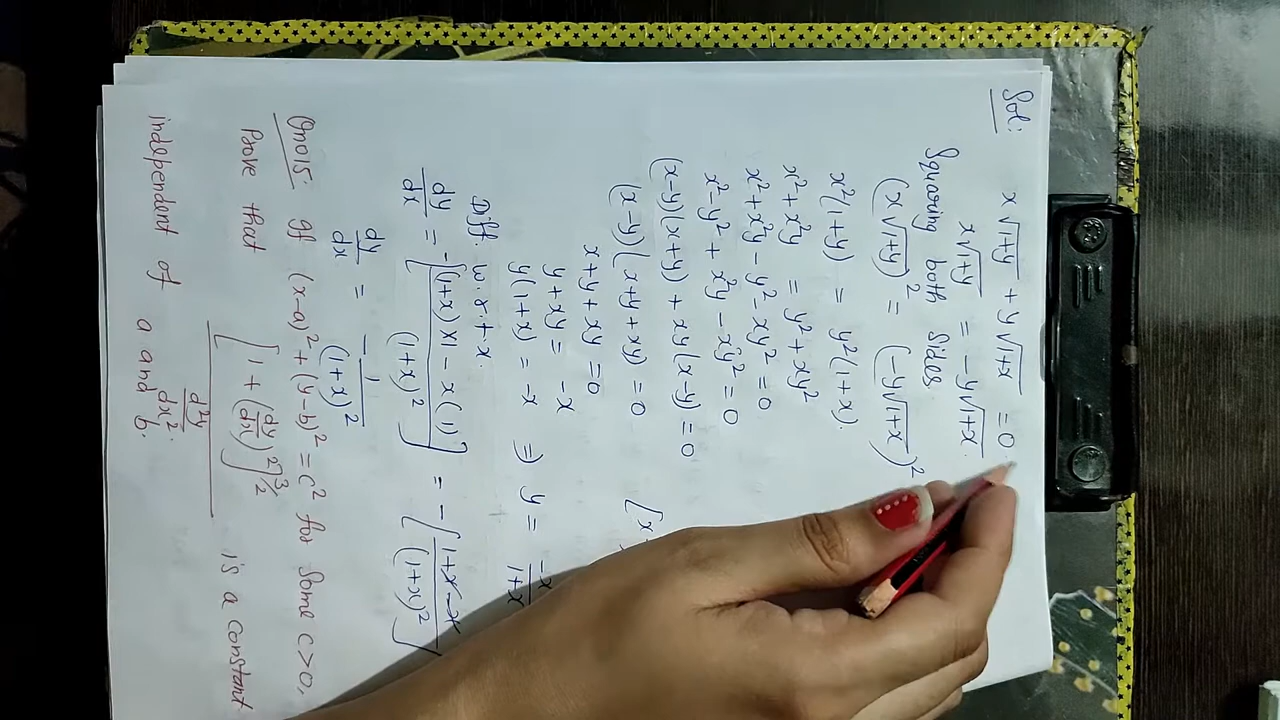 Sol: x√1+y + y√1+x = 0
x√1+y = -y√1+x.
Squaring both sides
(x√1+y)² = (-y√1+x)²
x²(1+y) = y²(1+x).
x²+x²y = y²+xy²
x²+x²y-y²-xy²=0
x²-y²+x²y-xy²=0
(x-y)(x+y)+xy(x-y)=0
(x-y)(x+y+xy)=0 [x
x+y+xy=0
y+xy=-x
y(1+x)=-x ⇒ y = -x/1+x
Diff. w.r.t x.
dy/dx = -[(1+x)×1-x(1)/(1+x)²] = -[1+x-x/(1+x)²]
dy/dx = -1/(1+x)²
Qno15: If (x-a)²+(y-b)²=c² for some c>0,
Prove that [1+(dy/dx)²]^3/2 / d²y/dx² is a constant
independent of a and b.